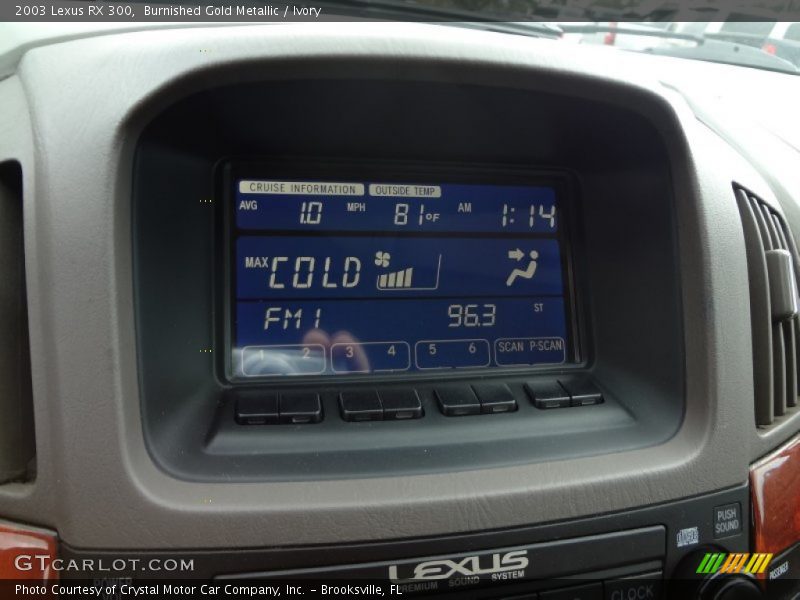 2003 Lexus RX 300, Burnished Gold Metallic / Ivory
CRUISE INFORMATION OUTSIDE TEMP
AVG 1.0 MPH 81°F AM 1:14
MAX COLD
FM1 96.3 ST
1 2 3 4 5 6 SCAN P·SCAN
PUSH
SOUND
LEXUS
PREMIUM SOUND SYSTEM
GTCARLOT.COM
POWER
CLOCK
PASSENGER
Photo Courtesy of Crystal Motor Car Company, Inc. – Brooksville, FL